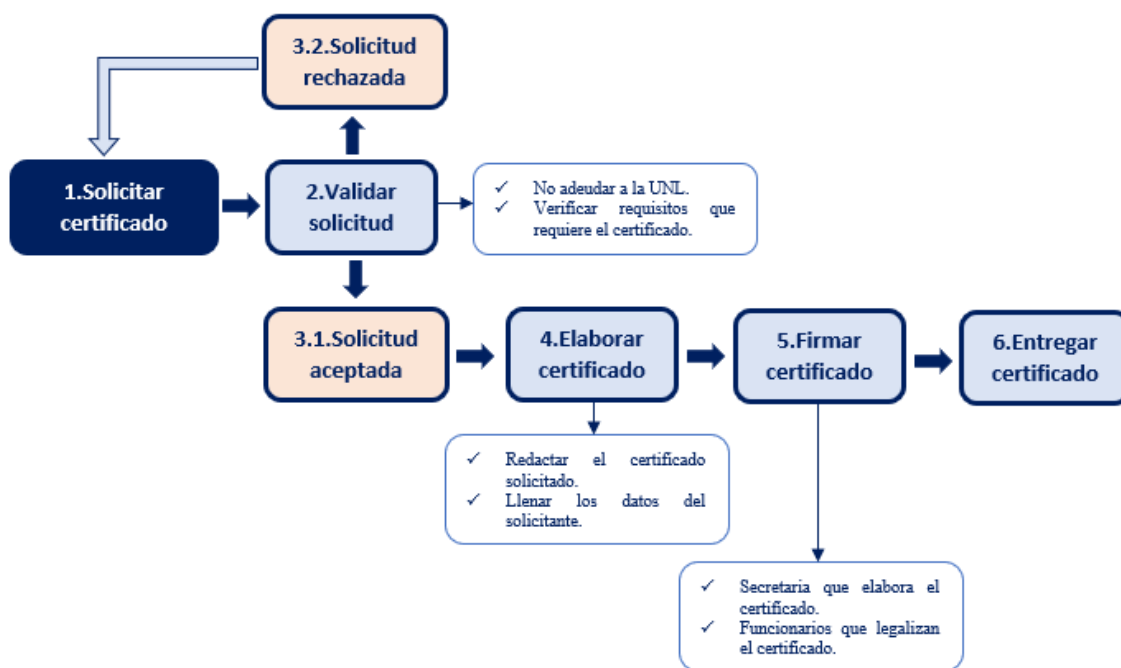 3.2.Solicitud
rechazada
1.Solicitar
certificado
2.Validar
solicitud
✓ No adeudar a la UNL.
✓ Verificar requisitos que
requiere el certificado.
3.1.Solicitud
aceptada
4.Elaborar
certificado
5.Firmar
certificado
6.Entregar
certificado
✓ Redactar el certificado
solicitado.
✓ Llenar los datos del
solicitante.
✓ Secretaria que elabora el
certificado.
✓ Funcionarios que legalizan
el certificado.